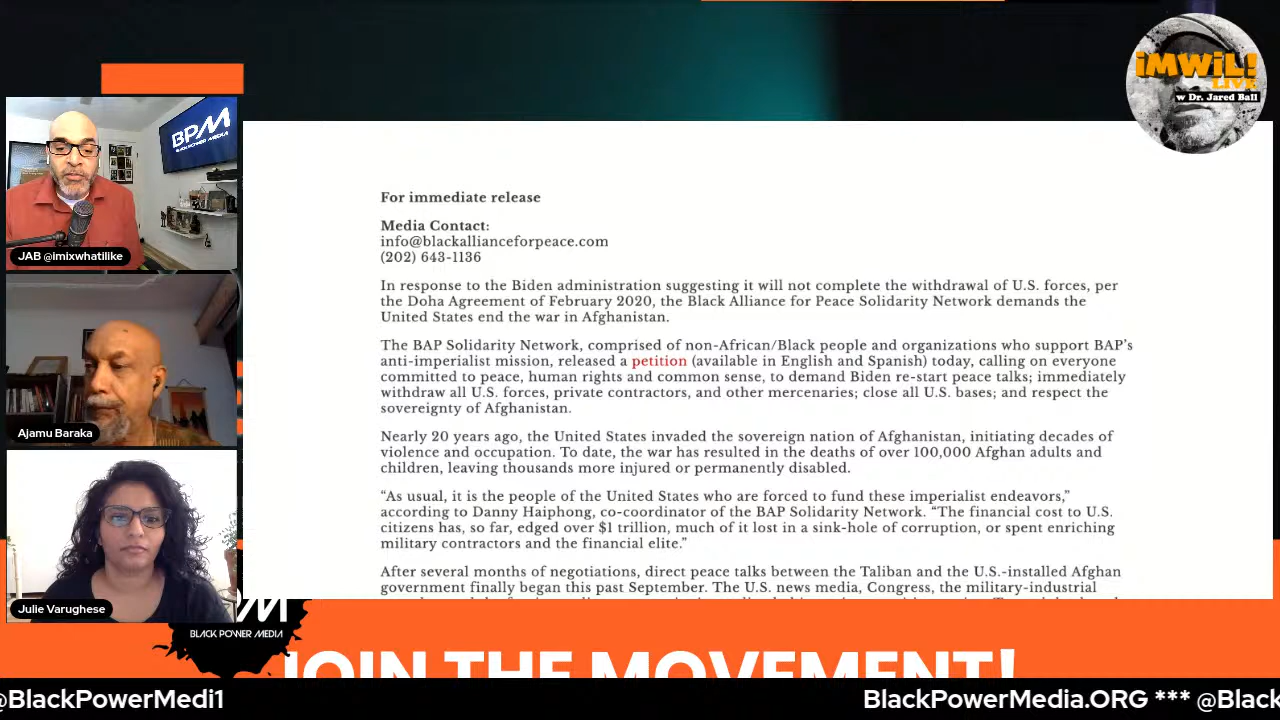 iMWiL!
LIVE
w Dr. Jared Ball
BPM
BLACK POWER MEDIA
JAB @imixwhatilike
Ajamu Baraka
Julie Varughese
For immediate release
Media Contact:
info@blackallianceforpeace.com
(202) 643-1136
In response to the Biden administration suggesting it will not complete the withdrawal of U.S. forces, per
the Doha Agreement of February 2020, the Black Alliance for Peace Solidarity Network demands the
United States end the war in Afghanistan.
The BAP Solidarity Network, comprised of non-African/Black people and organizations who support BAP’s
anti-imperialist mission, released a petition (available in English and Spanish) today, calling on everyone
committed to peace, human rights and common sense, to demand Biden re-start peace talks; immediately
withdraw all U.S. forces, private contractors, and other mercenaries; close all U.S. bases; and respect the
sovereignty of Afghanistan.
Nearly 20 years ago, the United States invaded the sovereign nation of Afghanistan, initiating decades of
violence and occupation. To date, the war has resulted in the deaths of over 100,000 Afghan adults and
children, leaving thousands more injured or permanently disabled.
“As usual, it is the people of the United States who are forced to fund these imperialist endeavors,”
according to Danny Haiphong, co-coordinator of the BAP Solidarity Network. “The financial cost to U.S.
citizens has, so far, edged over $1 trillion, much of it lost in a sink-hole of corruption, or spent enriching
military contractors and the financial elite.”
After several months of negotiations, direct peace talks between the Taliban and the U.S.-installed Afghan
government finally began this past September. The U.S. news media, Congress, the military-industrial
BLACK POWER MEDIA
JOIN THE MOVEMENT!
@BlackPowerMedi1
BlackPowerMedia.ORG *** @Black